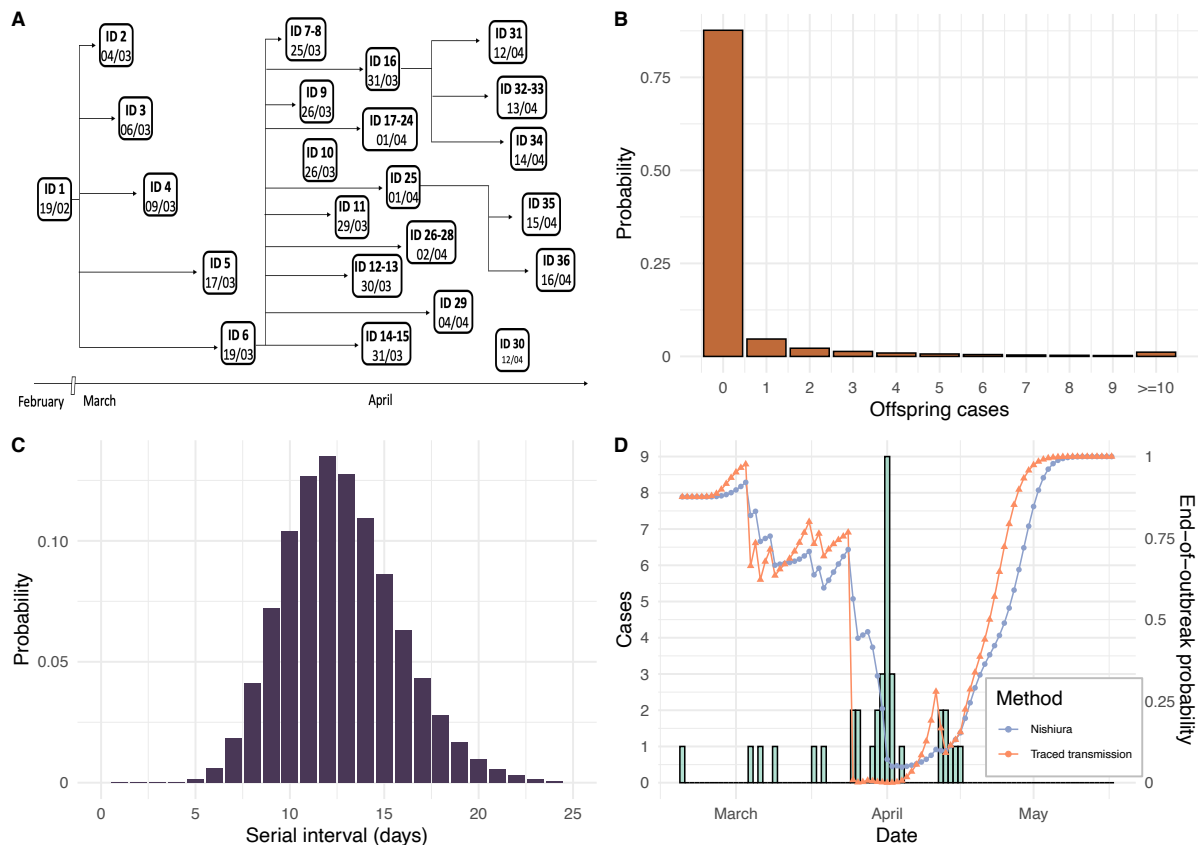 A
ID 1
19/02
ID 2
04/03
ID 3
06/03
ID 4
09/03
ID 5
17/03
ID 6
19/03
ID 7-8
25/03
ID 9
26/03
ID 10
26/03
ID 11
29/03
ID 12-13
30/03
ID 14-15
31/03
ID 16
31/03
ID 17-24
01/04
ID 25
01/04
ID 26-28
02/04
ID 29
04/04
ID 30
12/04
ID 31
12/04
ID 32-33
13/04
ID 34
14/04
ID 35
15/04
ID 36
16/04
February
March
April
B
Probability
0.75
0.50
0.25
0
0 1 2 3 4 5 6 7 8 9 >=10
Offspring cases
C
Probability
0.10
0.05
0
0 5 10 15 20 25
Serial interval (days)
D
Cases
9
8
7
6
5
4
3
2
1
0
1
0.75
0.5
0.25
0
End-of-outbreak probability
Method
Nishiura
Traced transmission
March April May
Date